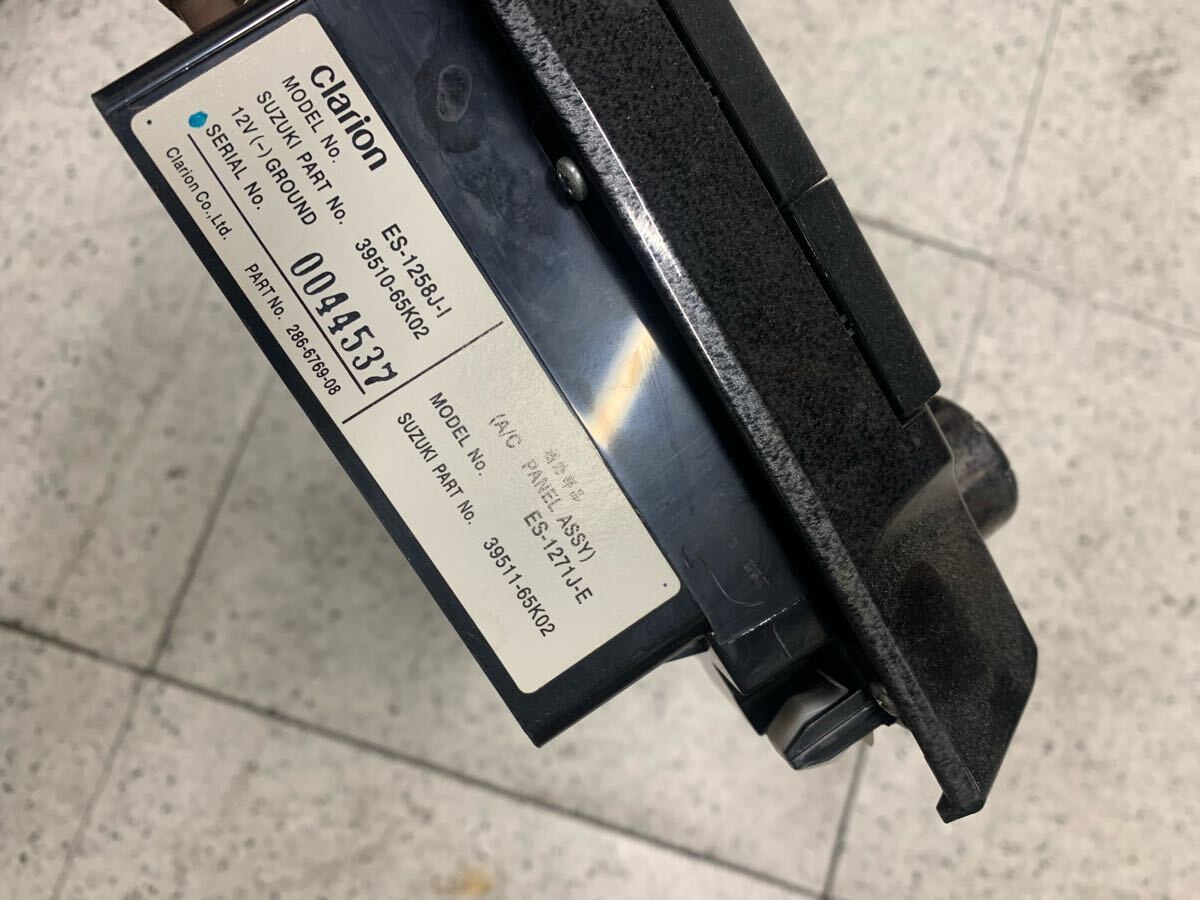 Clarion
MODEL No. ES-1258J-I
SUZUKI PART No. 39510-65K02
12V(-) GROUND
SERIAL No. 0044537
Clarion Co.,Ltd. PART No. 286-6769-08
(A/C PANEL ASSY)
MODEL No. ES-1271J-E
SUZUKI PART No. 39511-65K02